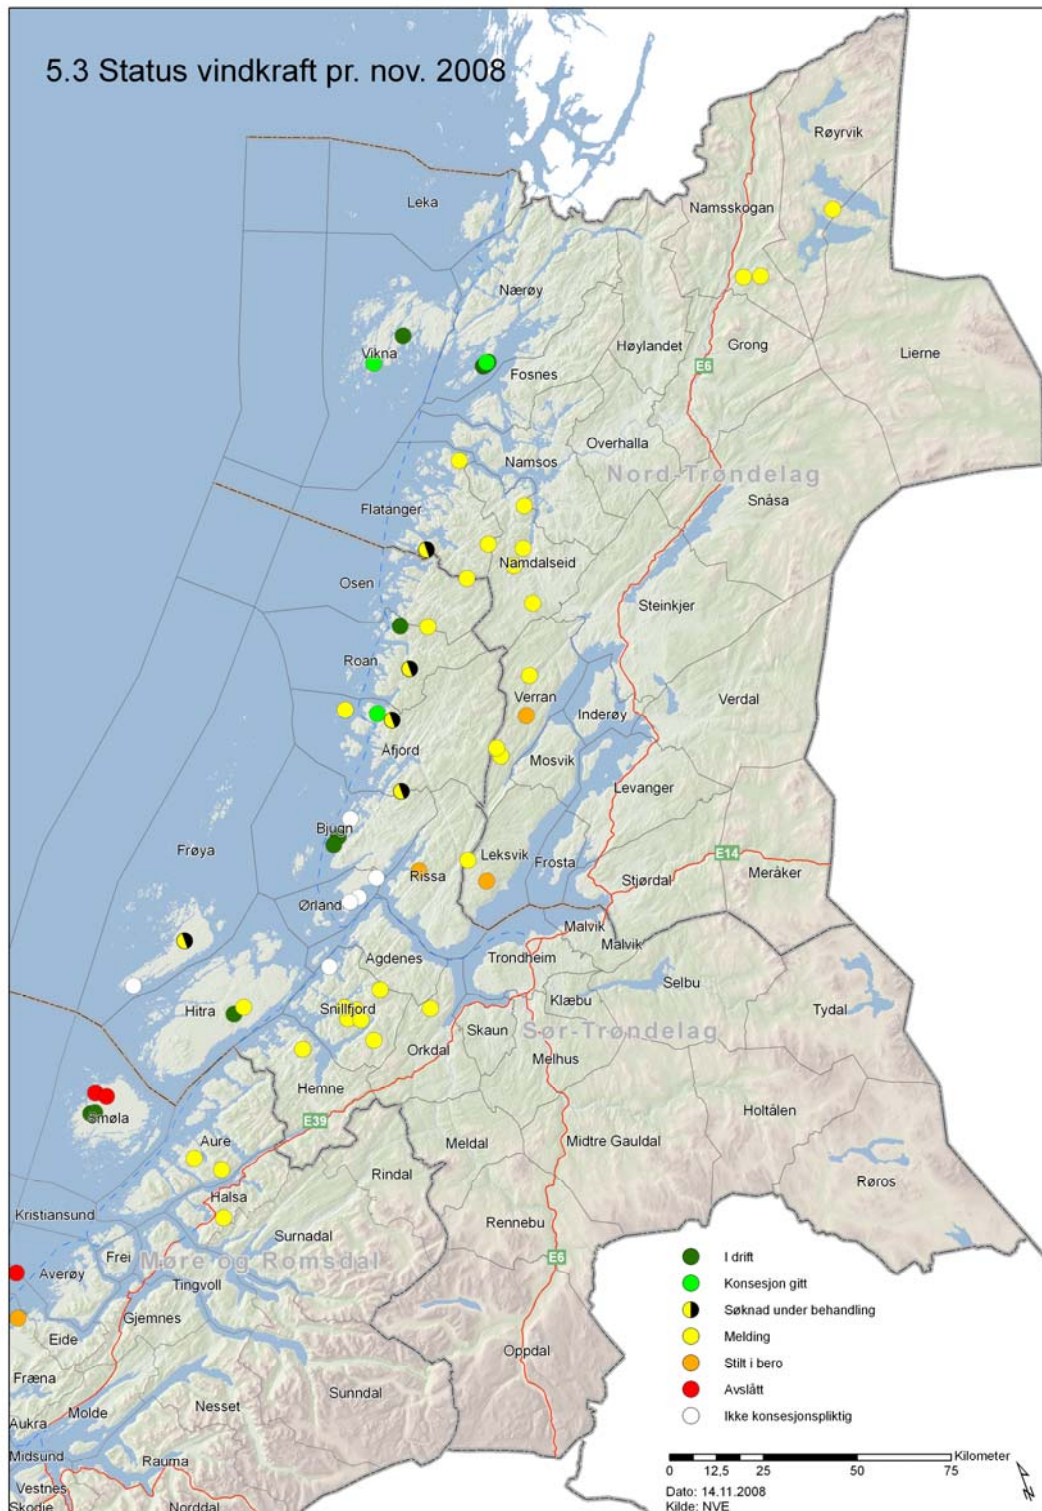 5.3 Status vindkraft pr. nov. 2008
Røyrvik
Leka
Namsskogan
Nærøy
Vikna
Høylandet
Grong
Lierne
E6
Fosnes
Overhalla
Namsos
Nord-Trøndelag
Snåsa
Flatanger
Namdalseid
Osen
Steinkjer
Roan
Verran
Verdal
Inderøy
Åfjord
Mosvik
Levanger
Bjugn
Frøya
Leksvik
Frosta
E14
Rissa
Stjørdal
Meråker
Ørland
Malvik
Malvik
Agdenes
Trondheim
Selbu
Klæbu
Hitra
Snillfjord
Tydal
Skaun
Sør-Trøndelag
Orkdal
Melhus
Hemne
Holtålen
Smøla
E39
Aure
Meldal
Midtre Gauldal
Rindal
Røros
Halsa
Kristiansund
Rennebu
Surnadal
Frei
Møre og Romsdal
E6
Averøy
Tingvoll
Gjemnes
Eide
Oppdal
Fræna
Sunndal
Nesset
Molde
Aukra
Midsund
Rauma
Vestnes
Skodje
Norddal
I drift
Konsesjon gitt
Søknad under behandling
Melding
Stilt i bero
Avslått
Ikke konsesjonspliktig
Kilometer
0 12,5 25 50 75
Dato: 14.11.2008
Kilde: NVE
N